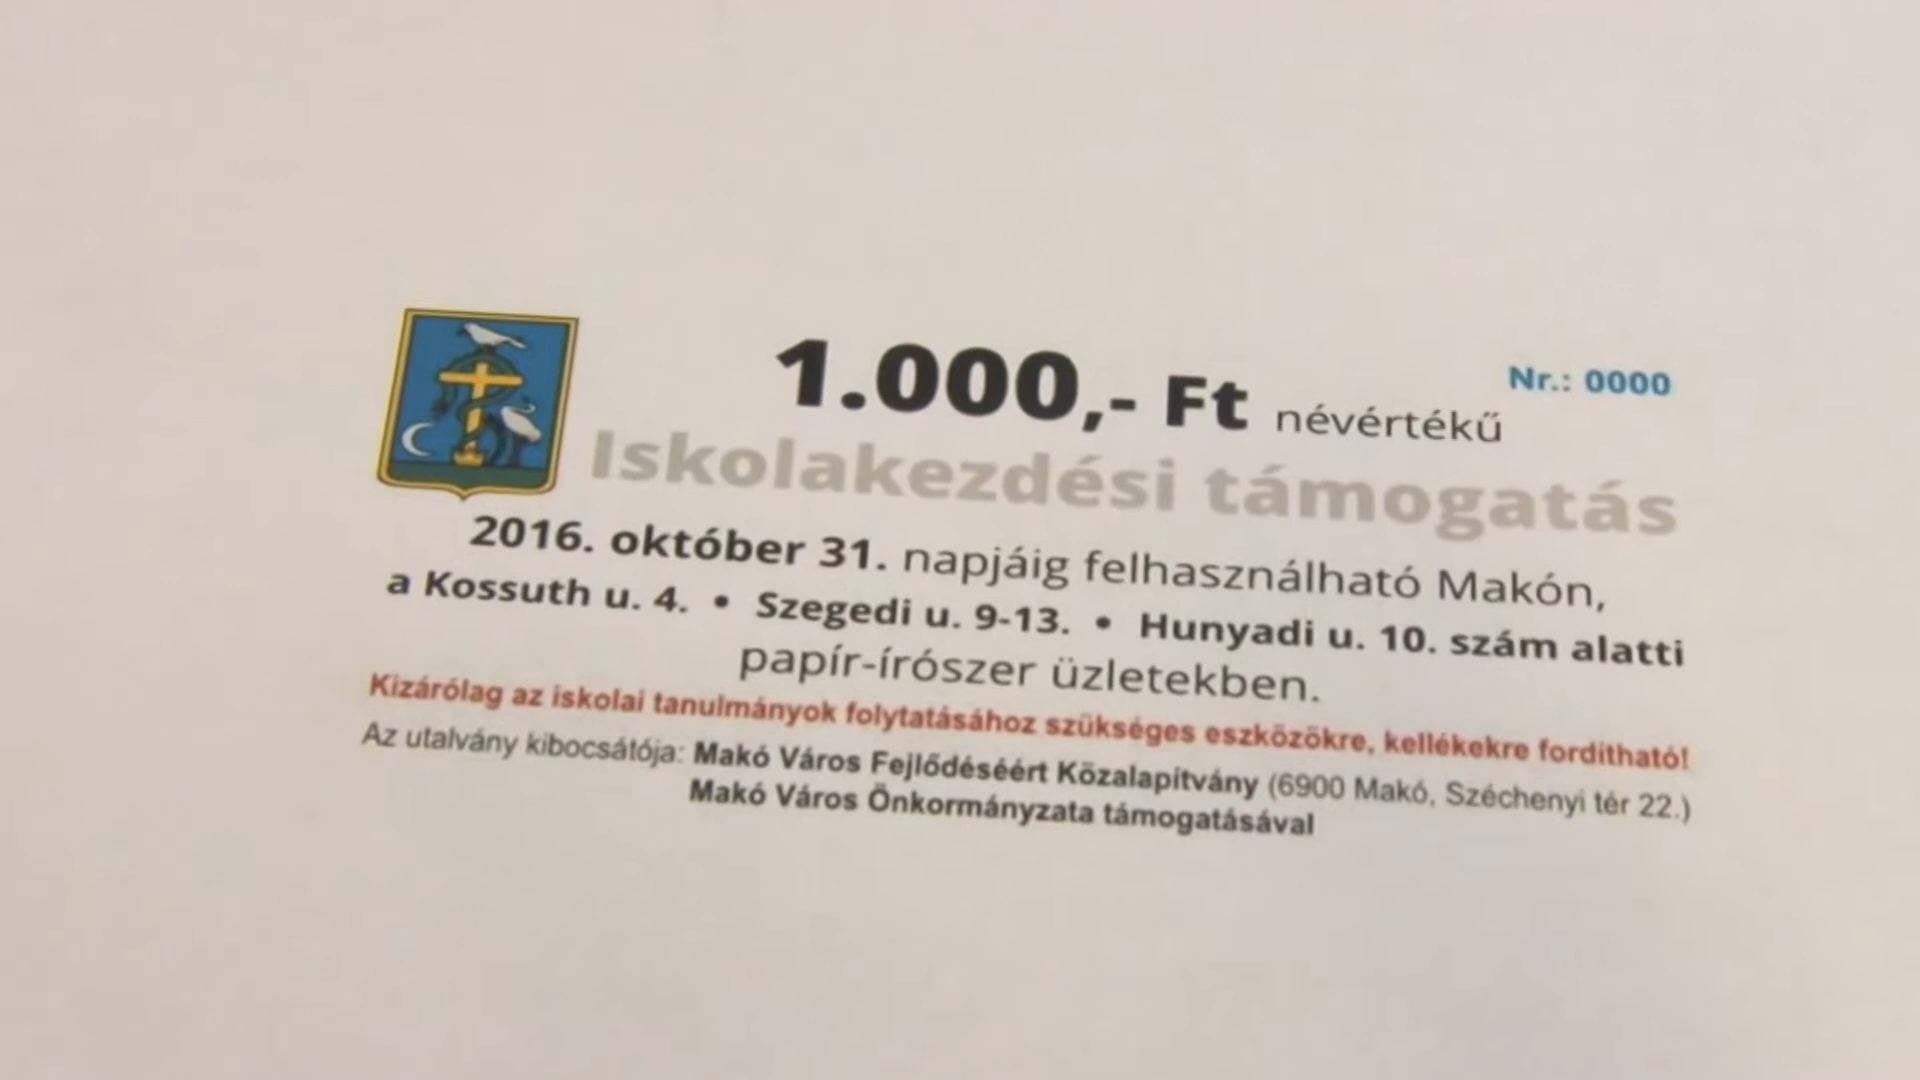 1.000,- Ft névértékű
Nr.: 0000
Iskolakezdési támogatás
2016. október 31. napjáig felhasználható Makón,
a Kossuth u. 4. • Szegedi u. 9-13. • Hunyadi u. 10. szám alatti
papír-írószer üzletekben.
Kizárólag az iskolai tanulmányok folytatásához szükséges eszközökre, kellékekre fordítható!
Az utalvány kibocsátója: Makó Város Fejlődéséért Közalapítvány (6900 Makó, Széchenyi tér 22.)
Makó Város Önkormányzata támogatásával